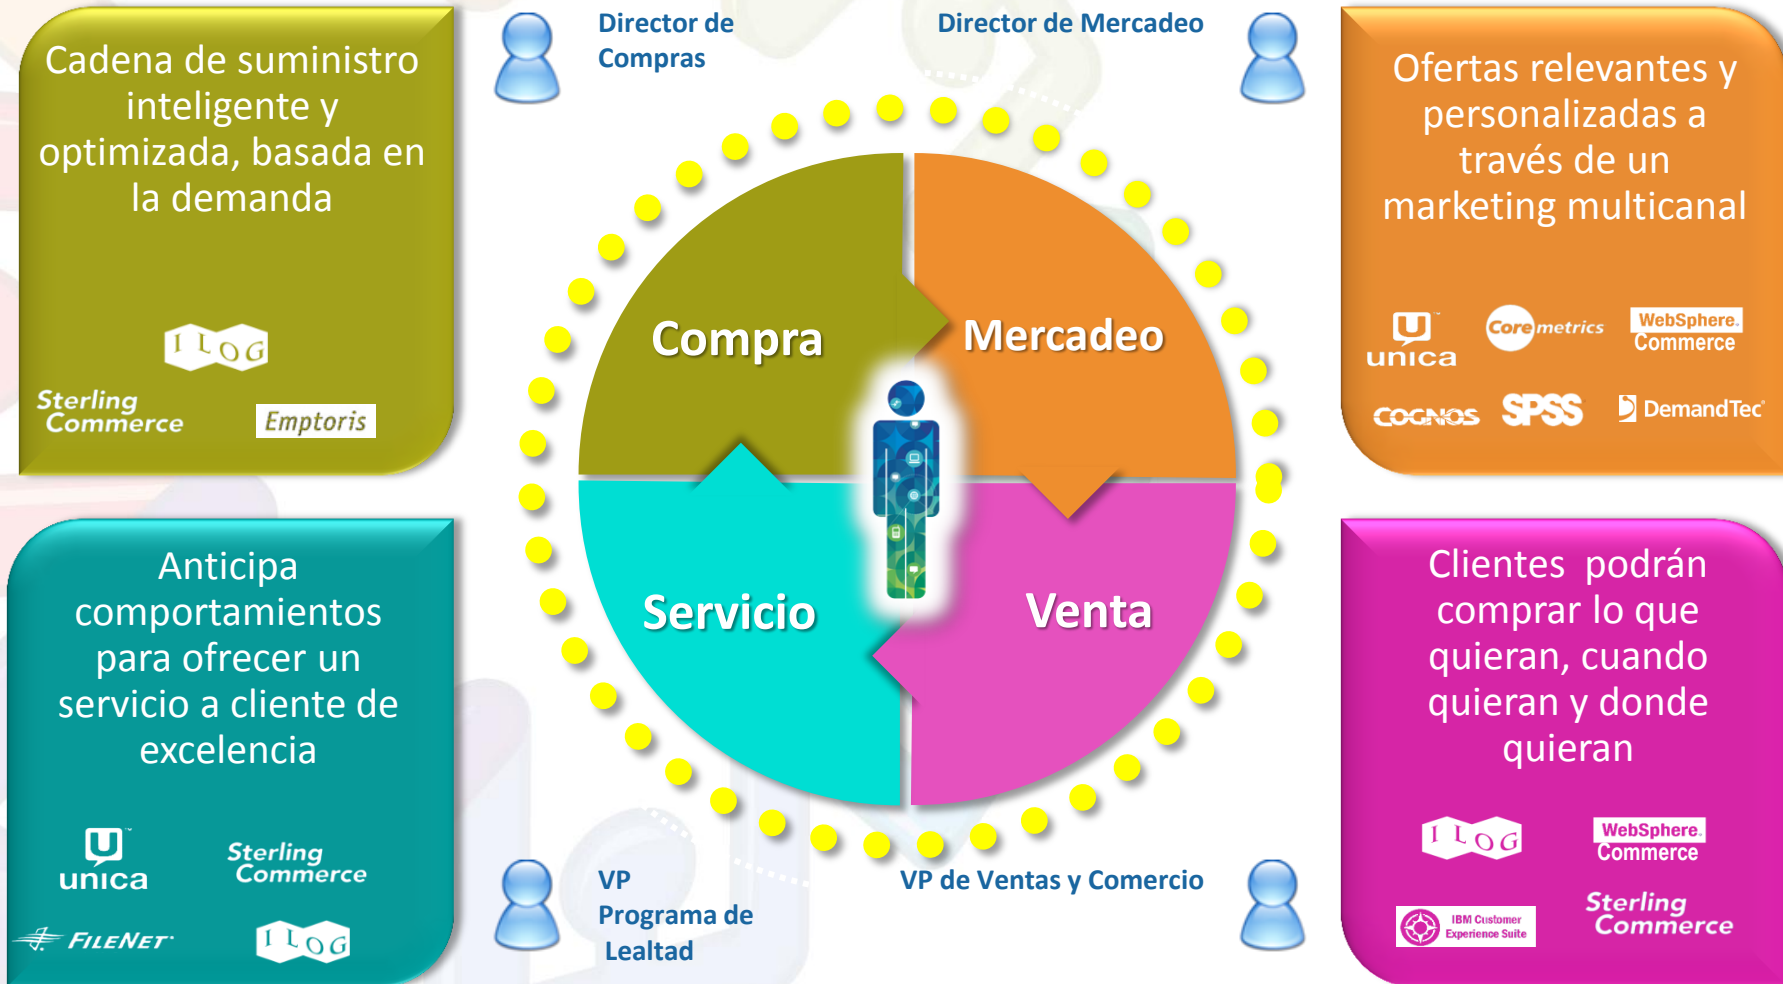 Cadena de suministro
inteligente y
optimizada, basada en
la demanda
ILOG
Sterling
Commerce
Emptoris
Director de
Compras
Director de Mercadeo
Ofertas relevantes y
personalizadas a
través de un
marketing multicanal
unica
Coremetrics
WebSphere.
Commerce
COGNOS
SPSS
DemandTec
Compra
Mercadeo
Servicio
Venta
Anticipa
comportamientos
para ofrecer un
servicio a cliente de
excelencia
unica
Sterling
Commerce
FILENET
ILOG
VP
Programa de
Lealtad
VP de Ventas y Comercio
Clientes podrán
comprar lo que
quieran, cuando
quieran y donde
quieran
ILOG
WebSphere.
Commerce
IBM Customer
Experience Suite
Sterling
Commerce